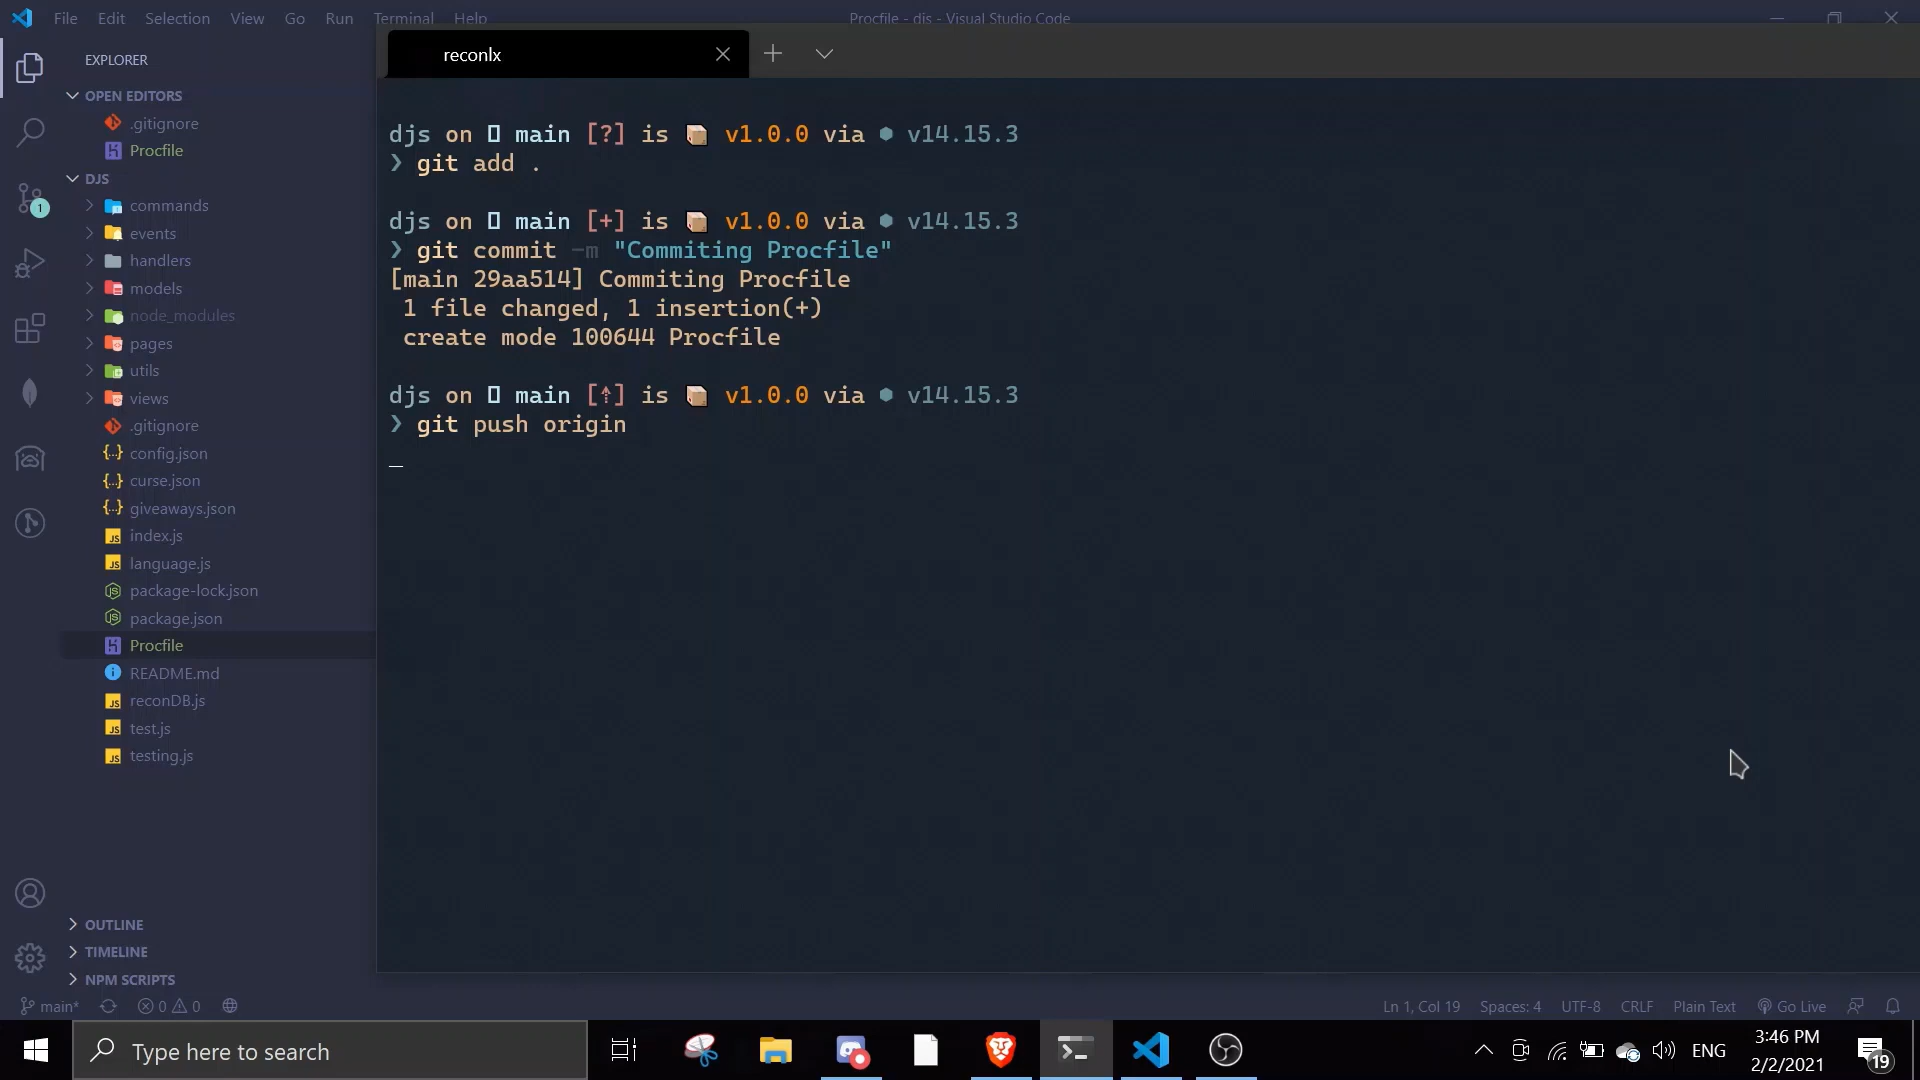 File Edit Selection View Go Run Terminal Help
Procfile - djs - Visual Studio Code
EXPLORER
OPEN EDITORS
.gitignore
Procfile
DJS
commands
events
handlers
models
node_modules
pages
utils
views
.gitignore
config.json
curse.json
giveaways.json
index.js
language.js
package-lock.json
package.json
Procfile
README.md
reconDB.js
test.js
testing.js
OUTLINE
TIMELINE
NPM SCRIPTS
1
reconlx
djs on main [?] is v1.0.0 via v14.15.3
❯ git add .
djs on main [+] is v1.0.0 via v14.15.3
❯ git commit -m "Commiting Procfile"
[main 29aa514] Commiting Procfile
1 file changed, 1 insertion(+)
create mode 100644 Procfile
djs on main [⇡] is v1.0.0 via v14.15.3
❯ git push origin
_
main* 0 0
Ln 1, Col 19 Spaces: 4 UTF-8 CRLF Plain Text Go Live
Type here to search
ENG
3:46 PM
2/2/2021
19